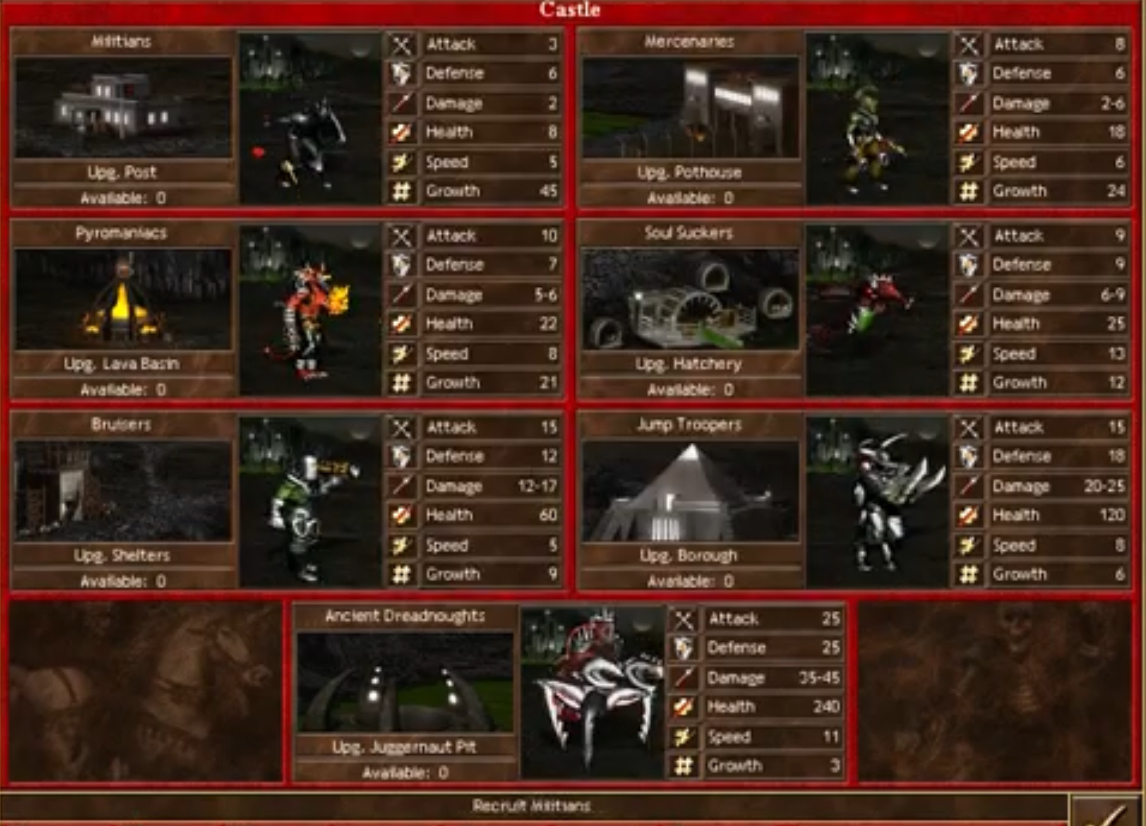 Castle
Militians
Attack 3
Defense 6
Damage 2
Health 8
Speed 5
Growth 45
Upg. Post
Available: 0
Mercenaries
Attack 8
Defense 6
Damage 2-6
Health 18
Speed 6
Growth 24
Upg. Pothouse
Available: 0
Pyromaniacs
Attack 10
Defense 7
Damage 5-6
Health 22
Speed 8
Growth 21
Upg. Lava Basin
Available: 0
Soul Suckers
Attack 9
Defense 9
Damage 6-9
Health 25
Speed 13
Growth 12
Upg. Hatchery
Available: 0
Bruisers
Attack 15
Defense 12
Damage 12-17
Health 60
Speed 5
Growth 9
Upg. Shelters
Available: 0
Jump Troopers
Attack 15
Defense 18
Damage 20-25
Health 120
Speed 8
Growth 6
Upg. Borough
Available: 0
Ancient Dreadnoughts
Attack 25
Defense 25
Damage 35-45
Health 240
Speed 11
Growth 3
Upg. Juggernaut Pit
Available: 0
Recruit Militians